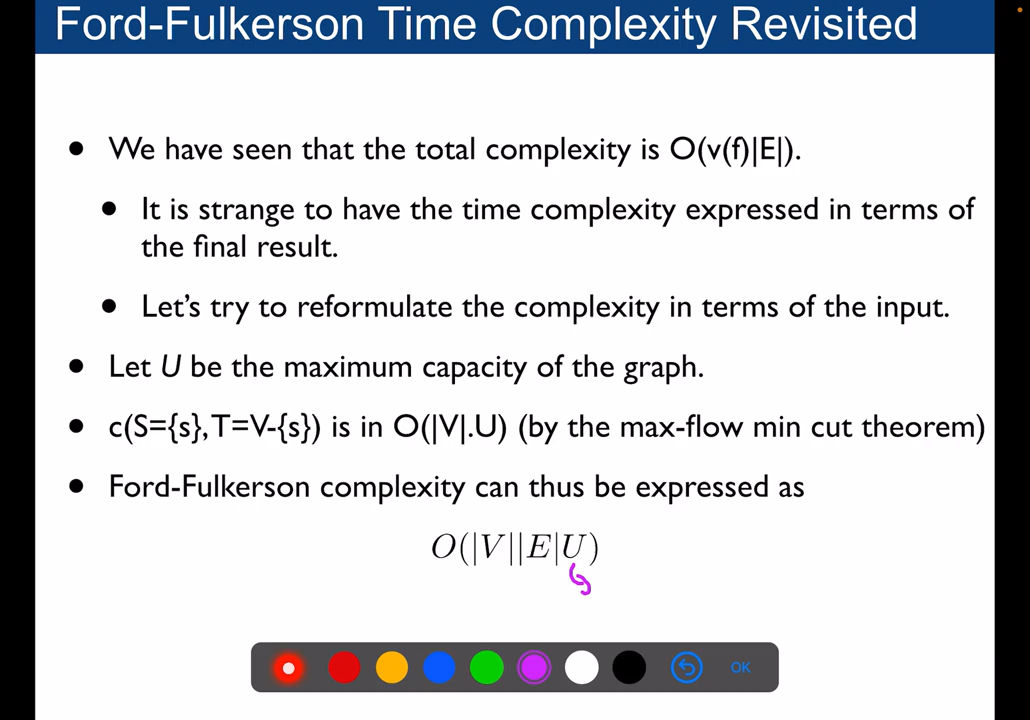 Ford-Fulkerson Time Complexity Revisited
• We have seen that the total complexity is O(v(f)|E|).
• It is strange to have the time complexity expressed in terms of
the final result.
• Let’s try to reformulate the complexity in terms of the input.
• Let U be the maximum capacity of the graph.
• c(S={s},T=V-{s}) is in O(|V|.U) (by the max-flow min cut theorem)
• Ford-Fulkerson complexity can thus be expressed as
O(|V||E|U)
OK